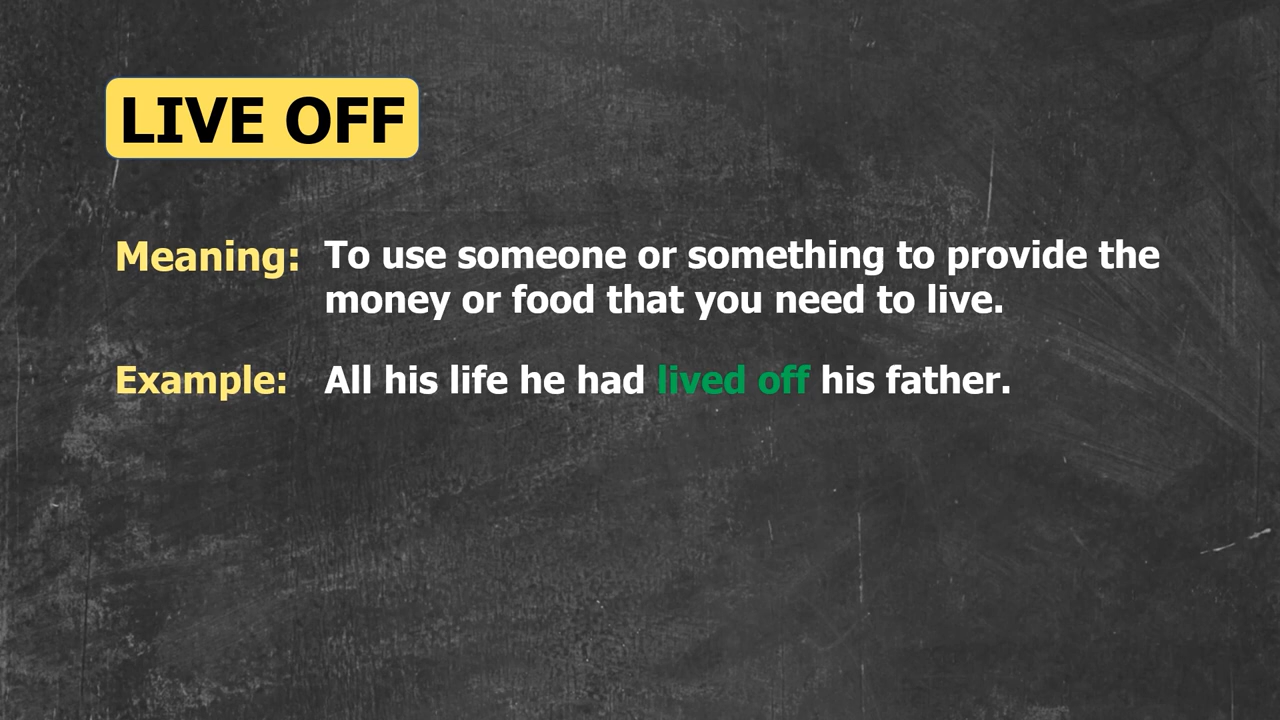 LIVE OFF
Meaning: To use someone or something to provide the
money or food that you need to live.
Example: All his life he had lived off his father.